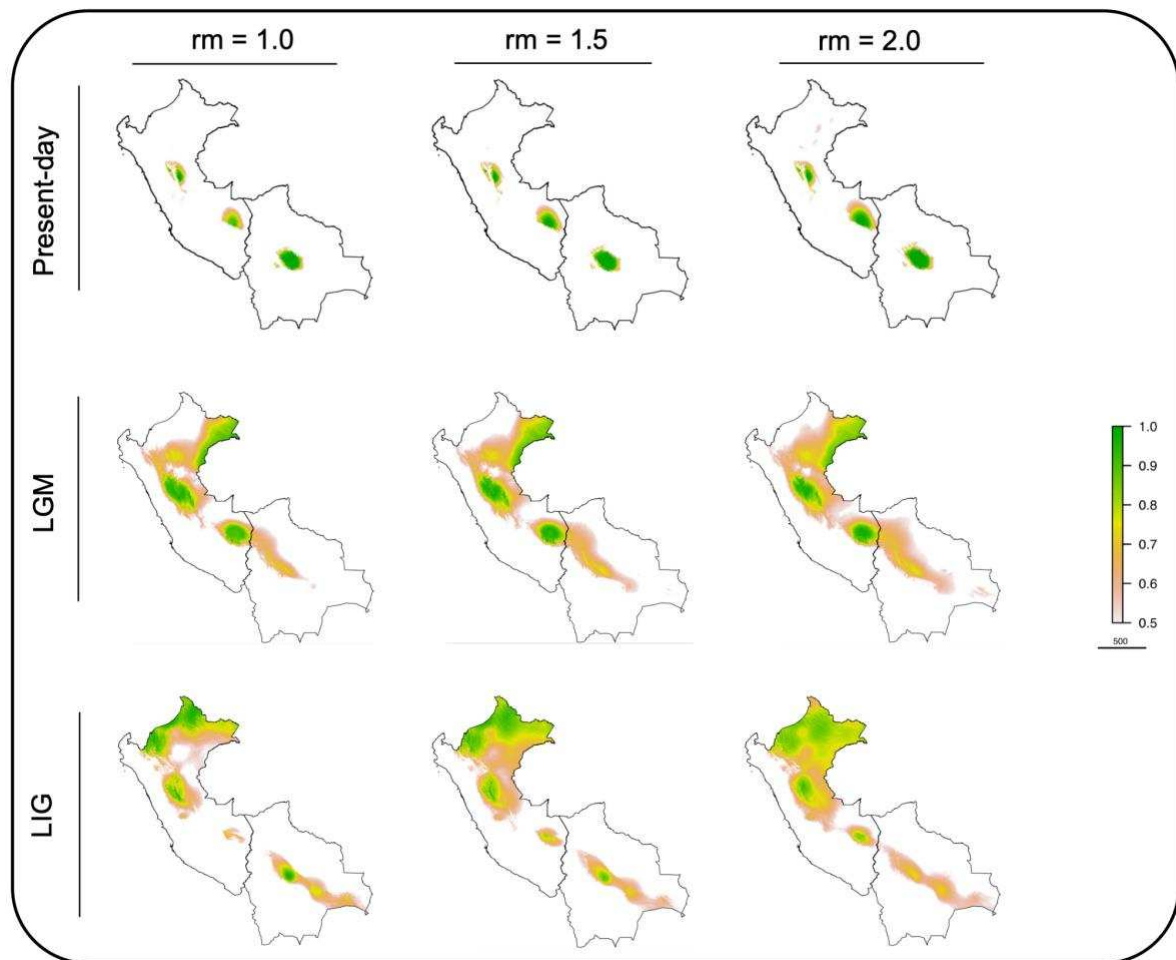 rm = 1.0
rm = 1.5
rm = 2.0
Present-day
LGM
1.0
0.9
0.8
0.7
0.6
0.5
500
LIG